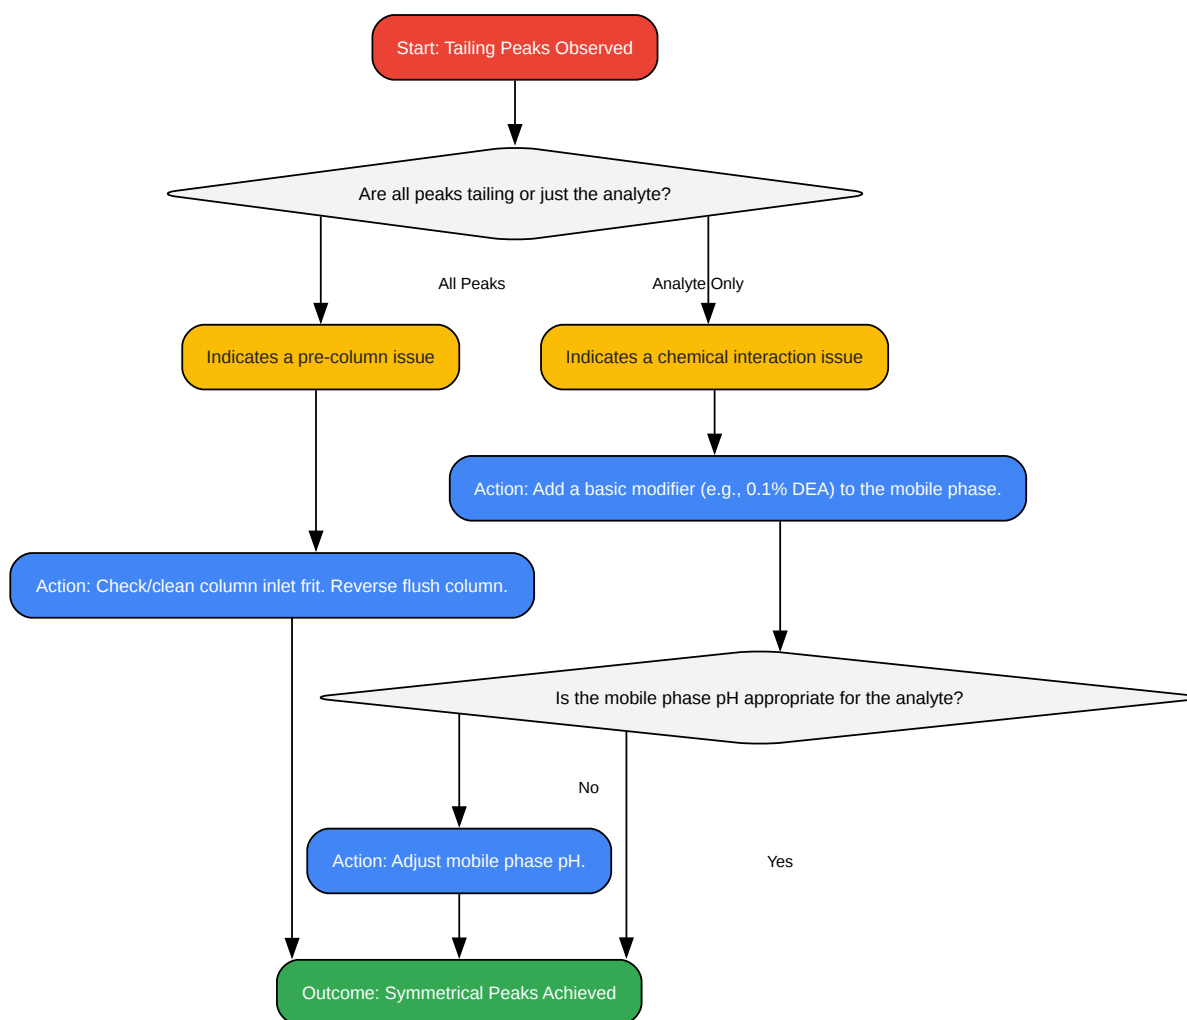 Start: Tailing Peaks Observed
Are all peaks tailing or just the analyte?
All Peaks
Analyte Only
Indicates a pre-column issue
Indicates a chemical interaction issue
Action: Add a basic modifier (e.g., 0.1% DEA) to the mobile phase.
Action: Check/clean column inlet frit. Reverse flush column.
Is the mobile phase pH appropriate for the analyte?
No
Action: Adjust mobile phase pH.
Yes
Outcome: Symmetrical Peaks Achieved